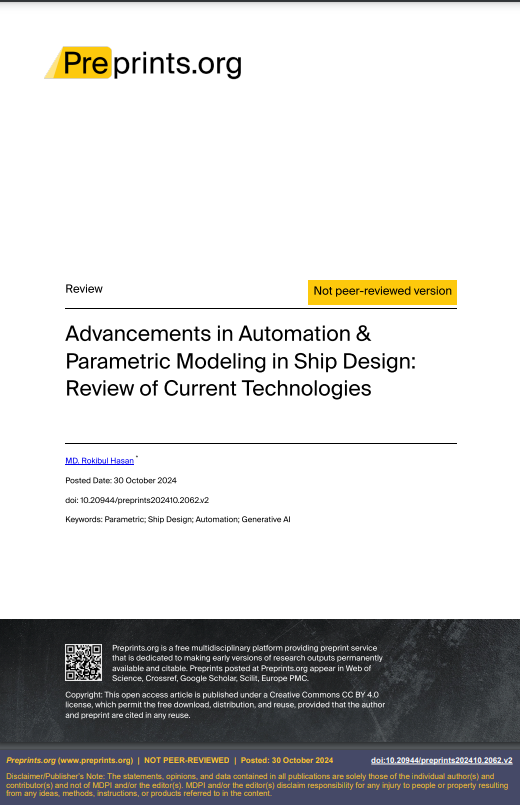 Preprints.org
Review
Not peer-reviewed version
Advancements in Automation &
Parametric Modeling in Ship Design:
Review of Current Technologies
MD. Rokibul Hasan *
Posted Date: 30 October 2024
doi: 10.20944/preprints202410.2062.v2
Keywords: Parametric; Ship Design; Automation; Generative AI
Preprints.org is a free multidisciplinary platform providing preprint service
that is dedicated to making early versions of research outputs permanently
available and citable. Preprints posted at Preprints.org appear in Web of
Science, Crossref, Google Scholar, Scilit, Europe PMC.
Copyright: This open access article is published under a Creative Commons CC BY 4.0
license, which permit the free download, distribution, and reuse, provided that the author
and preprint are cited in any reuse.
Preprints.org (www.preprints.org) | NOT PEER-REVIEWED | Posted: 30 October 2024
doi:10.20944/preprints202410.2062.v2
Disclaimer/Publisher's Note: The statements, opinions, and data contained in all publications are solely those of the individual author(s) and
contributor(s) and not of MDPI and/or the editor(s). MDPI and/or the editor(s) disclaim responsibility for any injury to people or property resulting
from any ideas, methods, instructions, or products referred to in the content.